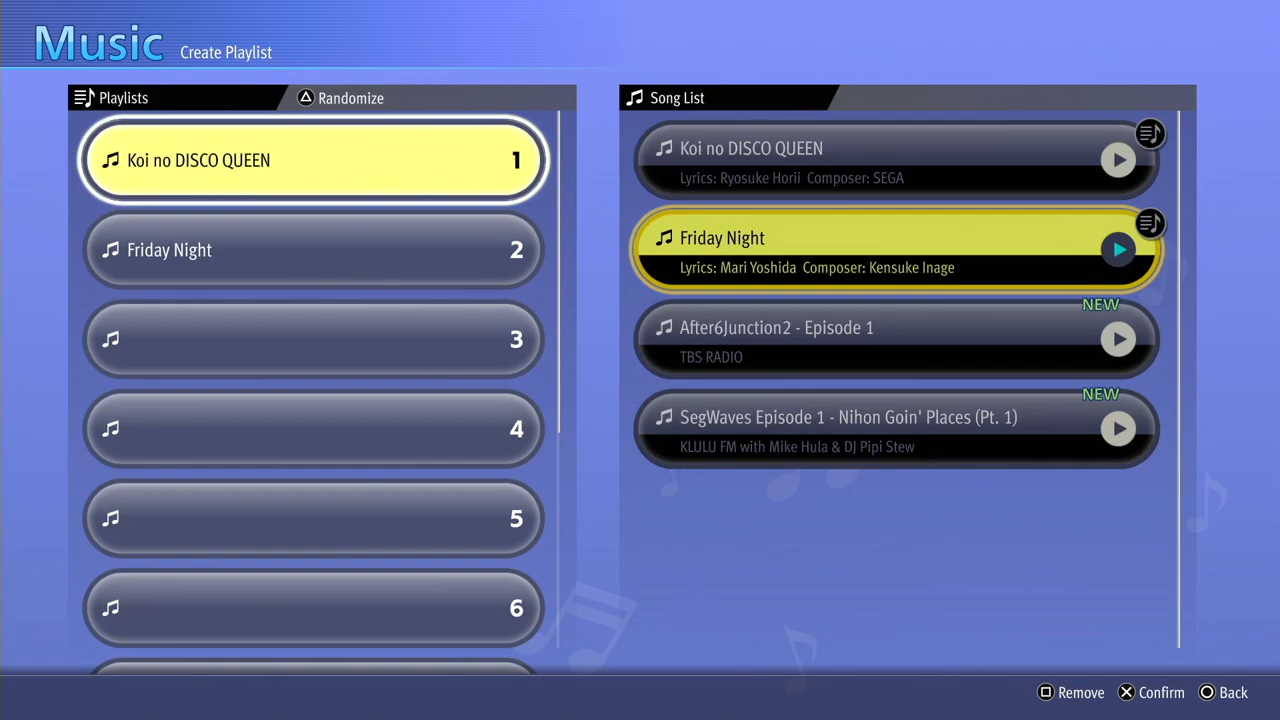 Music Create Playlist
Playlists
Randomize
Koi no DISCO QUEEN 1
Friday Night 2
3
4
5
6
Song List
Koi no DISCO QUEEN
Lyrics: Ryosuke Horii Composer: SEGA
Friday Night
Lyrics: Mari Yoshida Composer: Kensuke Inage
NEW
After6Junction2 - Episode 1
TBS RADIO
NEW
SegWaves Episode 1 - Nihon Goin' Places (Pt. 1)
KLULU FM with Mike Hula & DJ Pipi Stew
Remove Confirm Back